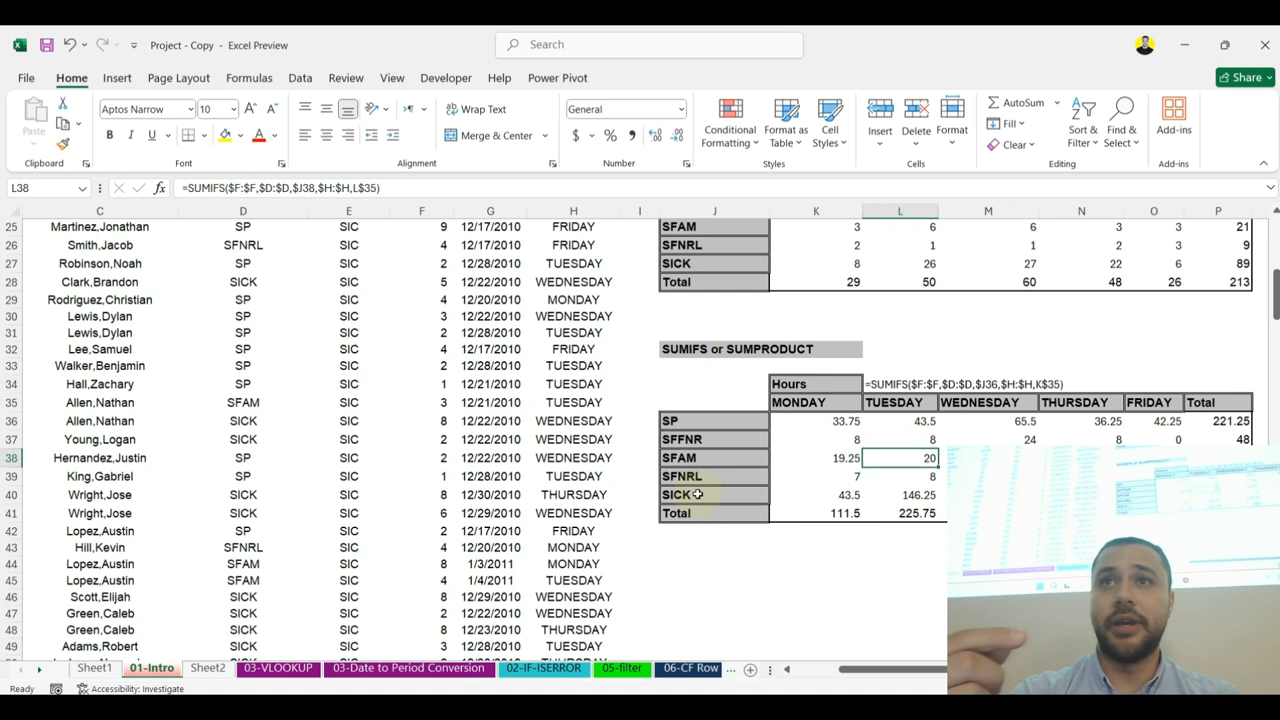 Project - Copy - Excel Preview
Search
File Home Insert Page Layout Formulas Data Review View Developer Help Power Pivot Share
Paste
Aptos Narrow 10
B I U
Wrap Text
Merge & Center
General
Conditional Formatting
Format as Table
Cell Styles
Insert Delete Format
AutoSum
Fill
Clear
Sort & Filter
Find & Select
Add-ins
Clipboard Font Alignment Number Styles Cells Editing Add-ins
L38 fx =SUMIFS($F:$F,$D:$D,$J38,$H:$H,L$35)
C D E F G H I J K L M N O P
25 Martinez,Jonathan SP SIC 9 12/17/2010 FRIDAY SFAM 3 6 6 3 3 21
26 Smith,Jacob SFNRL SIC 4 12/17/2010 FRIDAY SFNRL 2 1 1 2 3 9
27 Robinson,Noah SP SIC 2 12/28/2010 TUESDAY SICK 8 26 27 22 6 89
28 Clark,Brandon SICK SIC 5 12/22/2010 WEDNESDAY Total 29 50 60 48 26 213
29 Rodriguez,Christian SP SIC 4 12/20/2010 MONDAY
30 Lewis,Dylan SP SIC 3 12/22/2010 WEDNESDAY
31 Lewis,Dylan SP SIC 2 12/28/2010 TUESDAY
32 Lee,Samuel SP SIC 4 12/17/2010 FRIDAY SUMIFS or SUMPRODUCT
33 Walker,Benjamin SP SIC 2 12/28/2010 TUESDAY
34 Hall,Zachary SP SIC 1 12/21/2010 TUESDAY Hours =SUMIFS($F:$F,$D:$D,$J36,$H:$H,K$35)
35 Allen,Nathan SFAM SIC 3 12/21/2010 TUESDAY MONDAY TUESDAY WEDNESDAY THURSDAY FRIDAY Total
36 Allen,Nathan SICK SIC 8 12/22/2010 WEDNESDAY SP 33.75 43.5 65.5 36.25 42.25 221.25
37 Young,Logan SICK SIC 2 12/22/2010 WEDNESDAY SFFNR 8 8 24 8 0 48
38 Hernandez,Justin SP SIC 2 12/22/2010 WEDNESDAY SFAM 19.25 20
39 King,Gabriel SP SIC 1 12/28/2010 TUESDAY SFNRL 7 8
40 Wright,Jose SICK SIC 8 12/30/2010 THURSDAY SICK 43.5 146.25
41 Wright,Jose SICK SIC 6 12/29/2010 WEDNESDAY Total 111.5 225.75
42 Lopez,Austin SP SIC 2 12/17/2010 FRIDAY
43 Hill,Kevin SFNRL SIC 4 12/20/2010 MONDAY
44 Lopez,Austin SFAM SIC 8 1/3/2011 MONDAY
45 Lopez,Austin SFAM SIC 4 1/4/2011 TUESDAY
46 Scott,Elijah SICK SIC 8 12/29/2010 WEDNESDAY
47 Green,Caleb SICK SIC 2 12/22/2010 WEDNESDAY
48 Green,Caleb SICK SIC 8 12/23/2010 THURSDAY
49 Adams,Robert SICK SIC 3 12/28/2010 TUESDAY
Sheet1 01-Intro Sheet2 03-VLOOKUP 03-Date to Period Conversion 02-IF-ISERROR 05-filter 06-CF Row ...
Ready Accessibility: Investigate